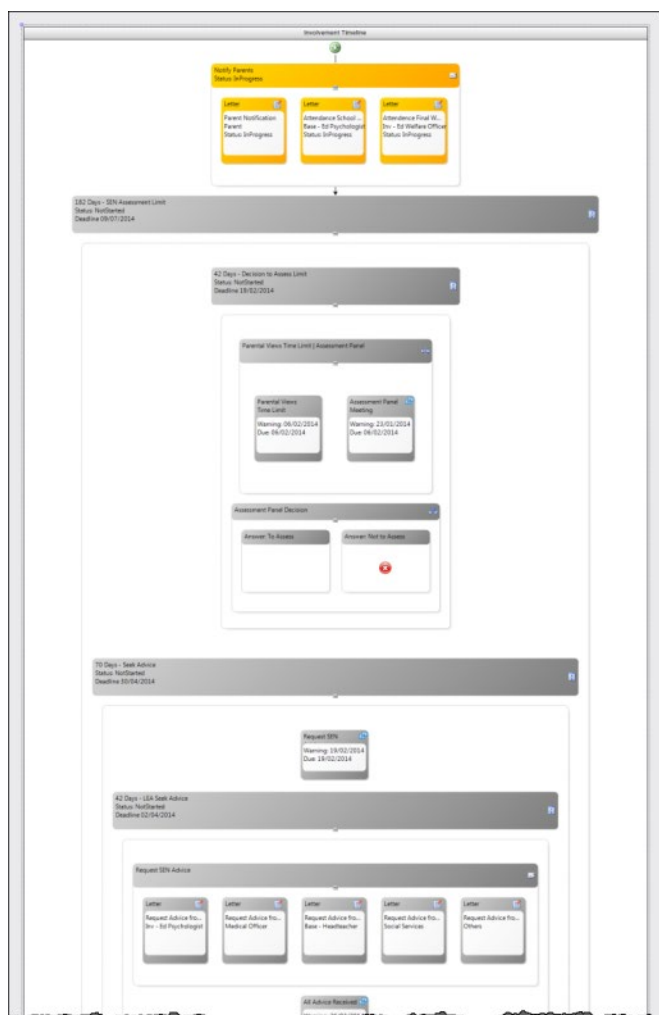 Involvement Timeline
Notify Parents
Status InProgress
Letter
Parent Notification
Parent
Status InProgress
Letter
Attendance School ...
Base - Ed Psychologist
Status InProgress
Letter
Attendence Final W...
Inv - Ed Welfare Officer
Status InProgress
182 Days - SEN Assessment Limit
Status: NotStarted
Deadline 09/07/2014
42 Days - Decision to Assess Limit
Status: NotStarted
Deadline 19/02/2014
Parental Views Time Limit | Assessment Panel
Parental Views
Time Limit
Warning: 06/02/2014
Due: 06/02/2014
Assessment Panel
Meeting
Warning: 23/01/2014
Due: 06/02/2014
Assessment Panel Decision
Answer: To Assess
Answer: Not to Assess
70 Days - Seek Advice
Status: NotStarted
Deadline 30/04/2014
Request SEN
Warning: 19/02/2014
Due: 19/02/2014
42 Days - LEA Seek Advice
Status: NotStarted
Deadline 02/04/2014
Request SEN Advice
Letter
Request Advice fro...
Inv - Ed Psychologist
Letter
Request Advice fro...
Medical Officer
Letter
Request Advice fro...
Base - Headteacher
Letter
Request Advice fro...
Social Services
Letter
Request Advice fro...
Others
All Advice Received